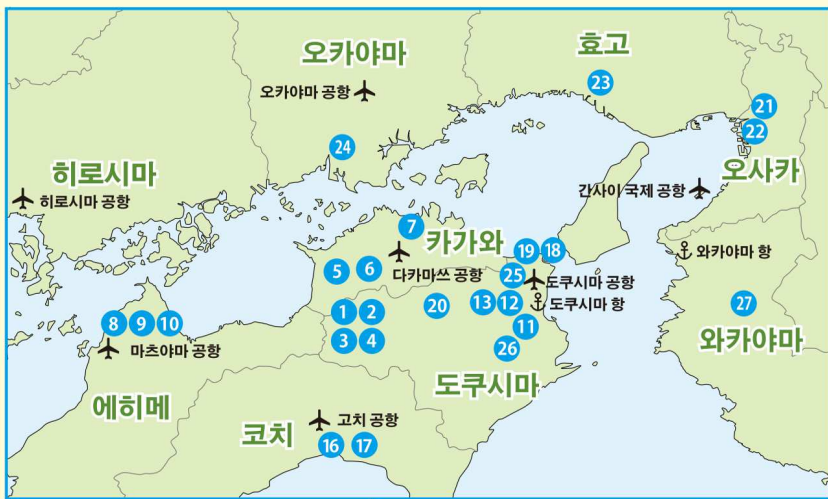 오카야마
효고
오카야마 공항
23
21
22
24
오사카
히로시마
히로시마 공항
간사이 국제 공항
7
카가와
19
18
와카야마 항
5
6
다카마쓰 공항
25
도쿠시마 공항
1
2
20
13
12
도쿠시마 항
27
8
9
10
11
와카야마
3
4
마츠야마 공항
26
에히메
도쿠시마
코치
고치 공항
16
17